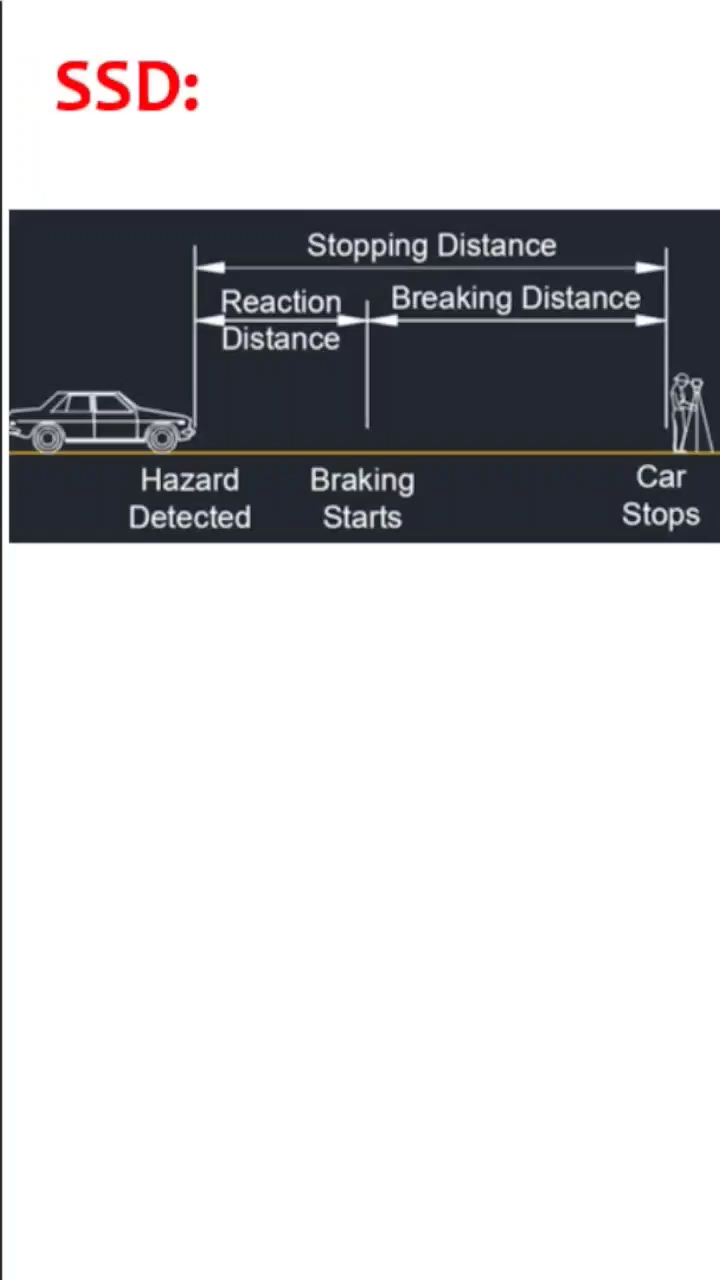 SSD:
Stopping Distance
Reaction
Distance
Breaking Distance
Hazard
Detected
Braking
Starts
Car
Stops